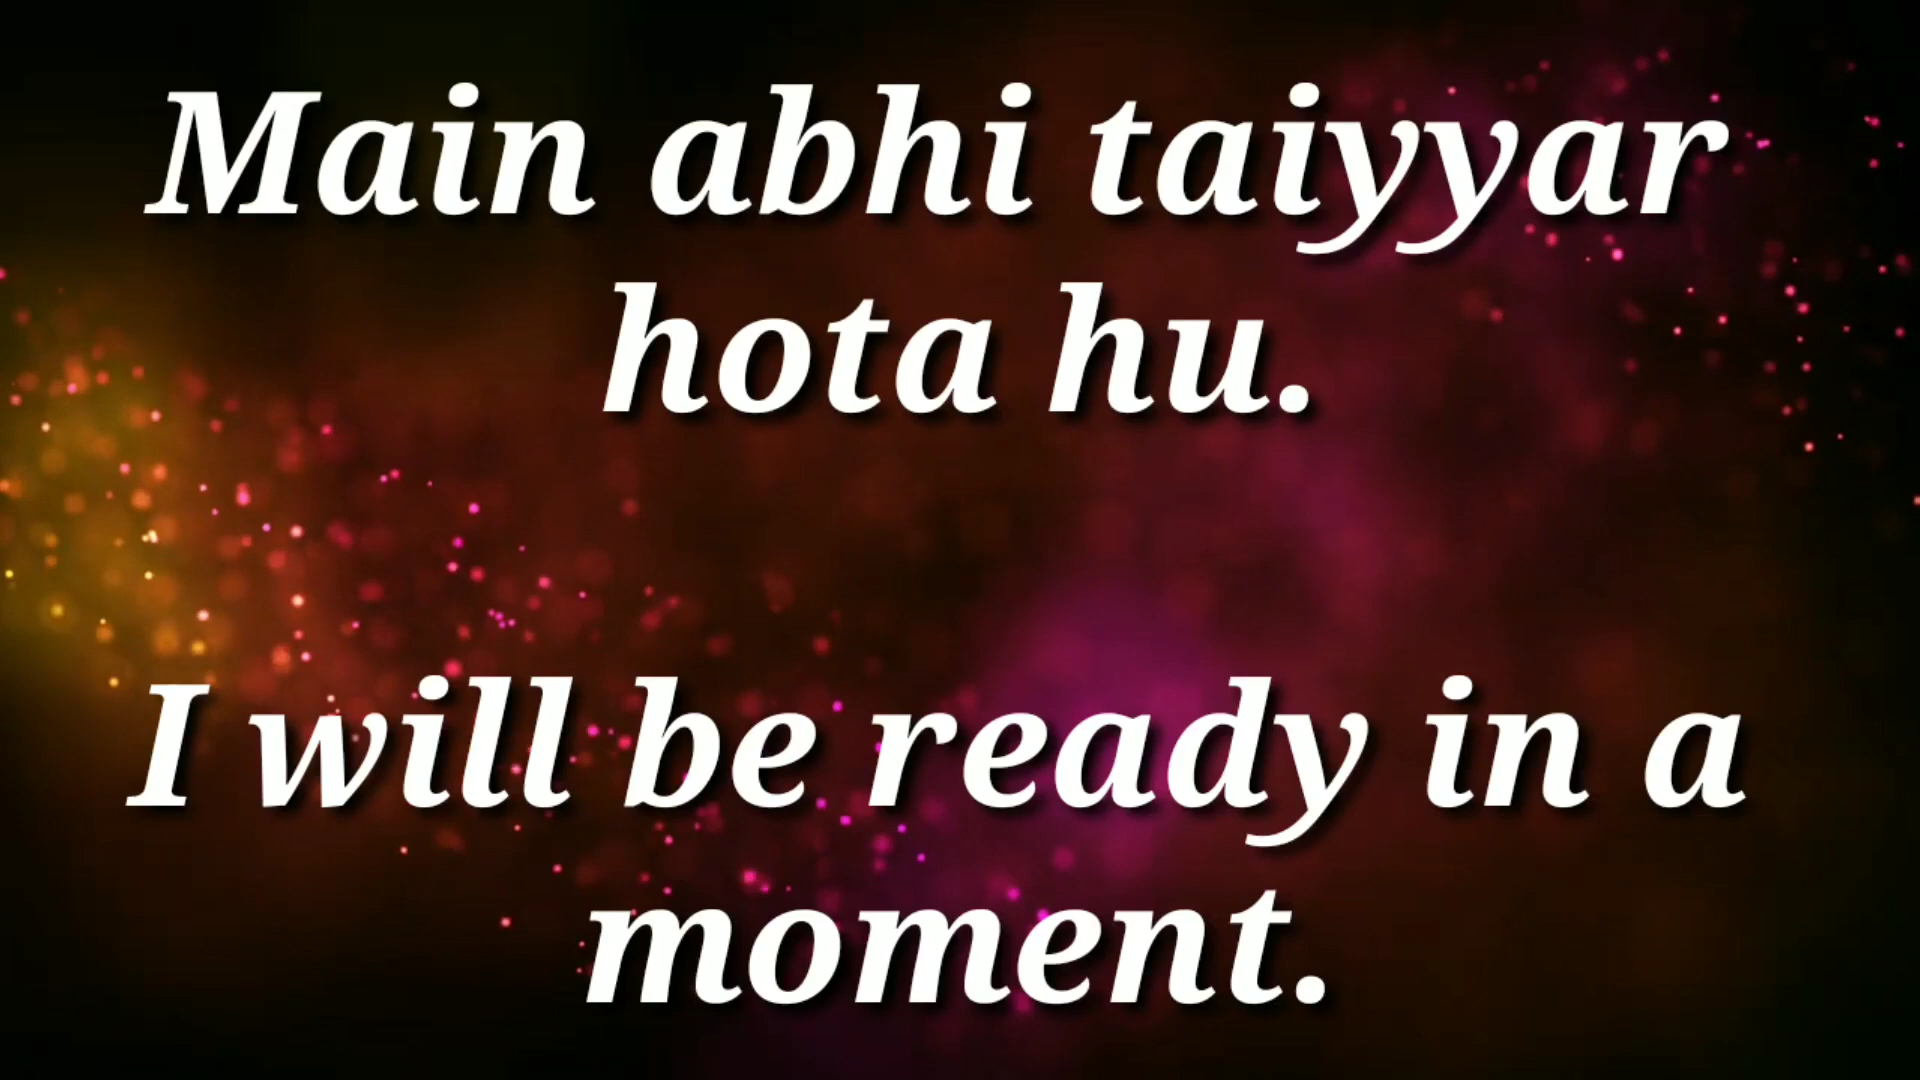 Main abhi taiyyar
hota hu.
I will be ready in a
moment.